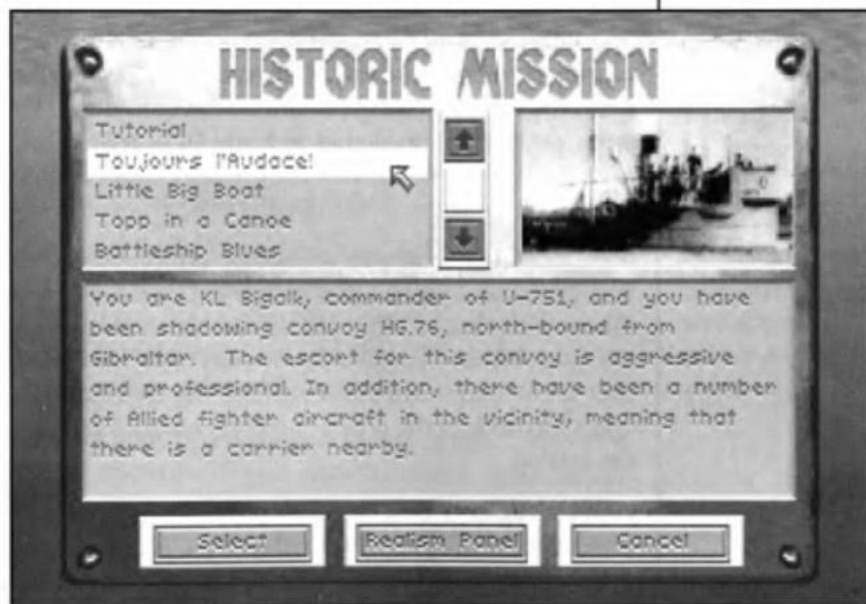 HISTORIC MISSION
Tutorial
Toujours l'Audace!
Little Big Boat
Topp in a Canoe
Battleship Blues
You are KL Bigalk, commander of U-751, and you have
been shadowing convoy HG.76, north-bound from
Gibraltar. The escort for this convoy is aggressive
and professional. In addition, there have been a number
of Allied fighter aircraft in the vicinity, meaning that
there is a carrier nearby.
Select
Realism Panel
Cancel